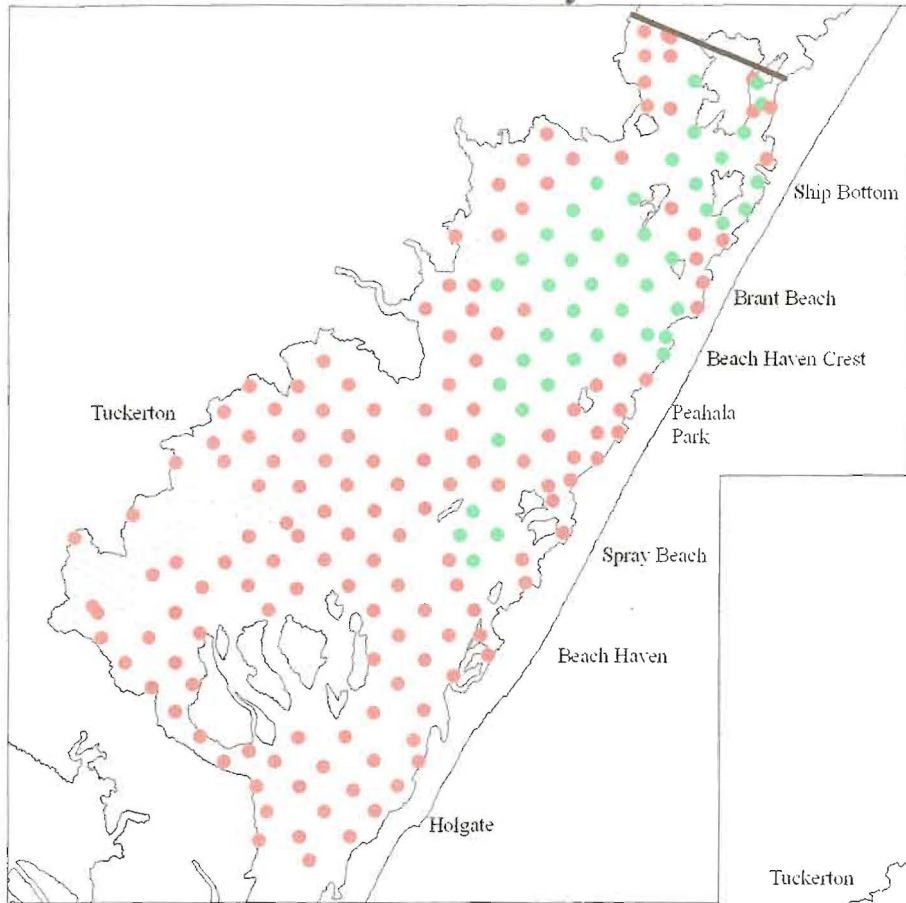 Ship Bottom
Brant Beach
Beach Haven Crest
Tuckerton
Peahala
Park
Spray Beach
Beach Haven
Holgate
Tuckerton